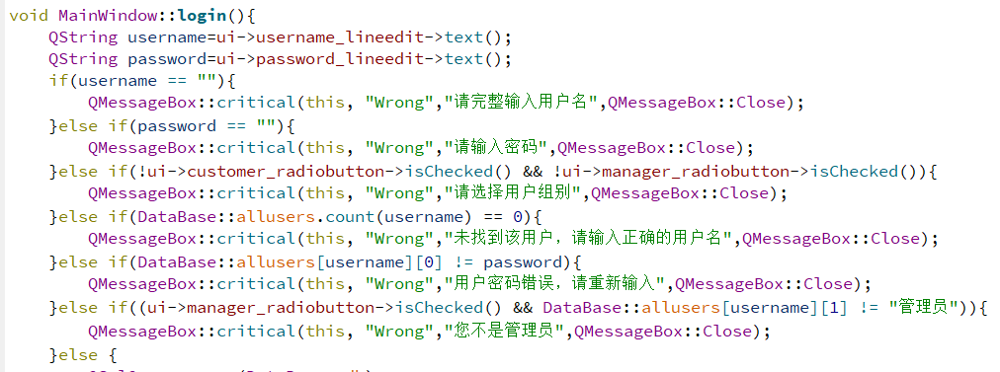 void MainWindow::login(){
    QString username=ui->username_lineedit->text();
    QString password=ui->password_lineedit->text();
    if(username == ""){
        QMessageBox::critical(this, "Wrong","请完整输入用户名",QMessageBox::Close);
    }else if(password == ""){
        QMessageBox::critical(this, "Wrong","请输入密码",QMessageBox::Close);
    }else if(!ui->customer_radiobutton->isChecked() && !ui->manager_radiobutton->isChecked()){
        QMessageBox::critical(this, "Wrong","请选择用户组别",QMessageBox::Close);
    }else if(DataBase::allusers.count(username) == 0){
        QMessageBox::critical(this, "Wrong","未找到该用户，请输入正确的用户名",QMessageBox::Close);
    }else if(DataBase::allusers[username][0] != password){
        QMessageBox::critical(this, "Wrong","用户密码错误，请重新输入",QMessageBox::Close);
    }else if((ui->manager_radiobutton->isChecked() && DataBase::allusers[username][1] != "管理员")){
        QMessageBox::critical(this, "Wrong","您不是管理员",QMessageBox::Close);
    }else {